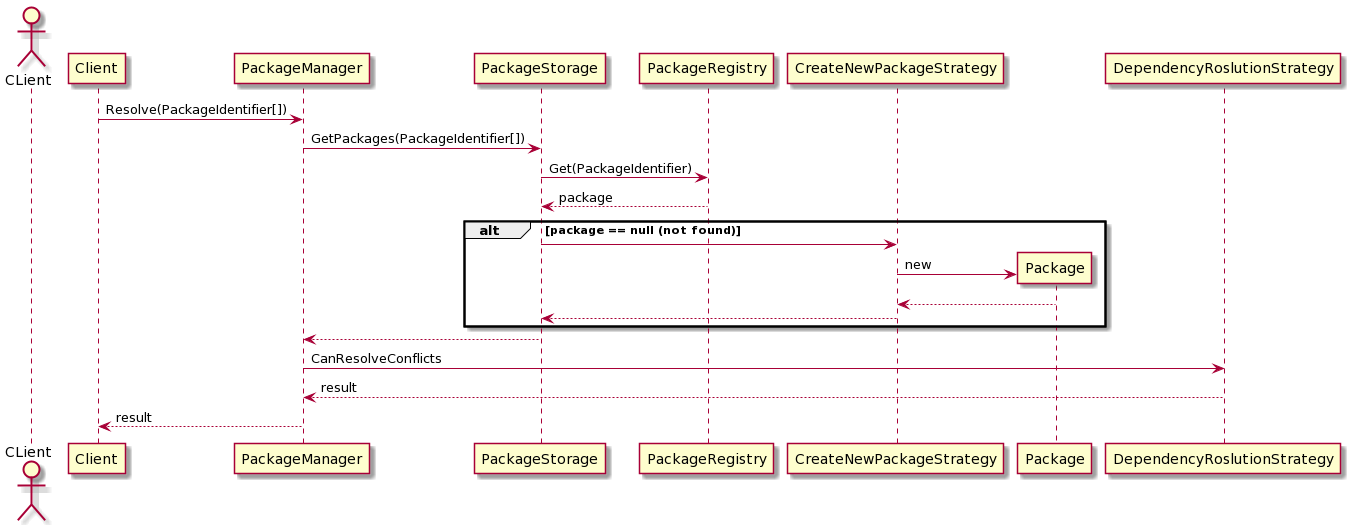 CLient
Client
PackageManager
PackageStorage
PackageRegistry
CreateNewPackageStrategy
DependencyRoslutionStrategy
Resolve(PackageIdentifier[])
GetPackages(PackageIdentifier[])
Get(PackageIdentifier)
package
alt
[package == null (not found)]
new
Package
CanResolveConflicts
result
result
CLient
Client
PackageManager
PackageStorage
PackageRegistry
CreateNewPackageStrategy
Package
DependencyRoslutionStrategy